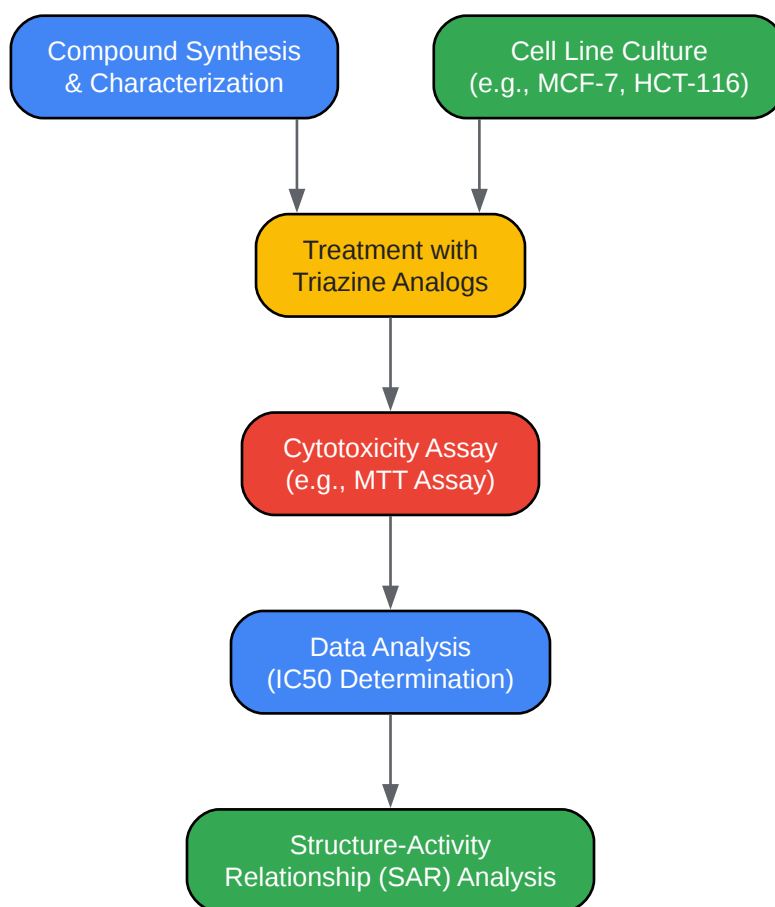 Compound Synthesis
& Characterization
Cell Line Culture
(e.g., MCF-7, HCT-116)
Treatment with
Triazine Analogs
Cytotoxicity Assay
(e.g., MTT Assay)
Data Analysis
(IC50 Determination)
Structure-Activity
Relationship (SAR) Analysis